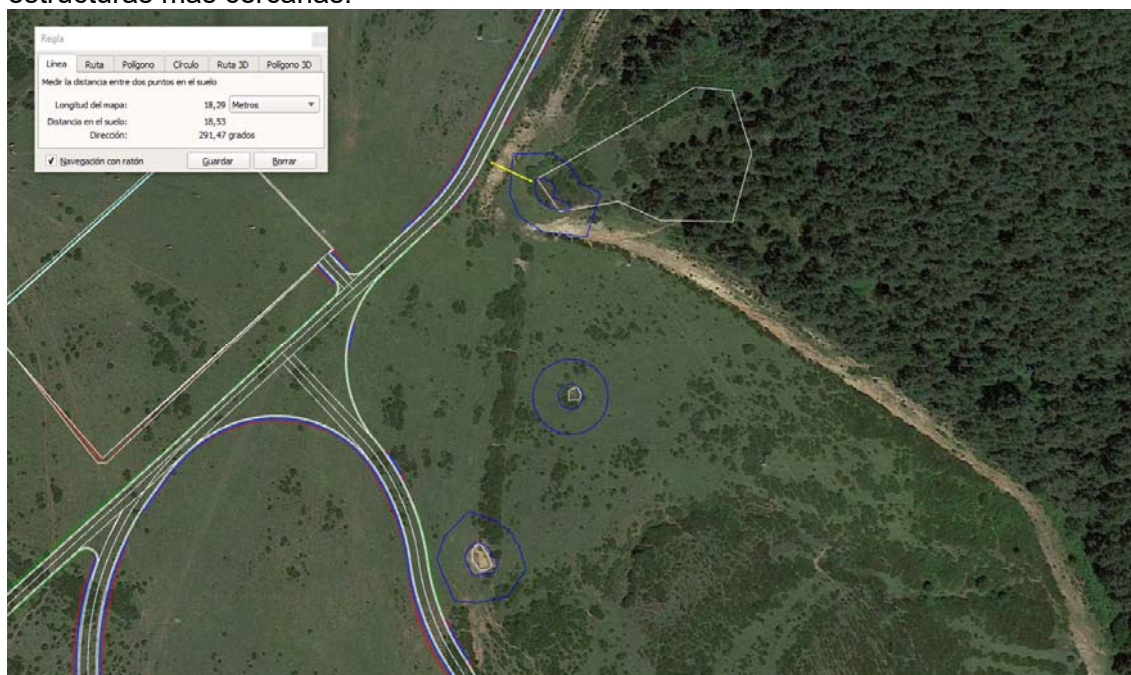 estructuras más cercanas.
Regla
Línea Ruta Polígono Círculo Ruta 3D Polígono 3D
Medir la distancia entre dos puntos en el suelo
Longitud del mapa: 18,29 Metros
Distancia en el suelo: 18,53
Dirección: 291,47 grados
Navegación con ratón Guardar Borrar